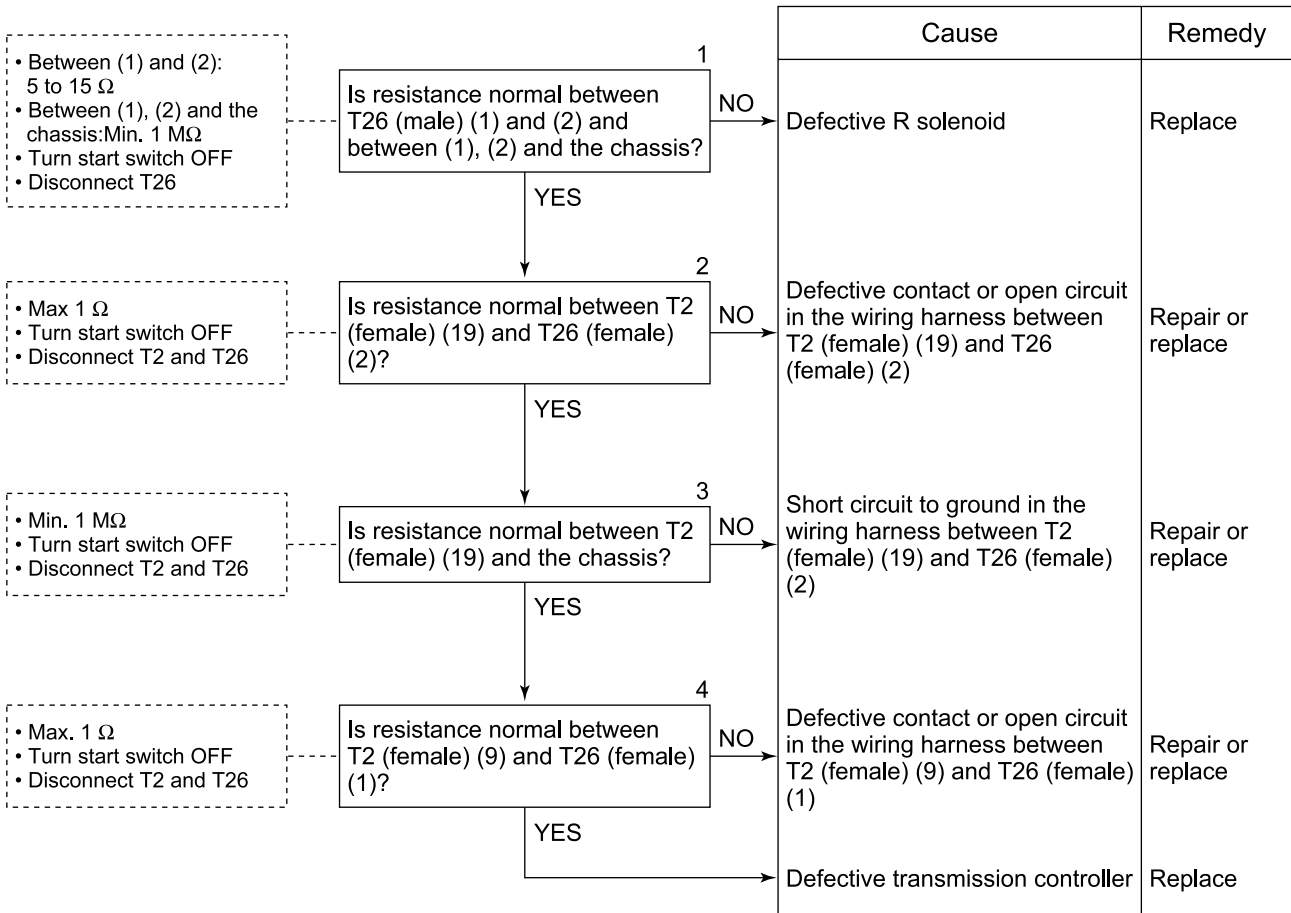 Cause
Remedy
• Between (1) and (2):
5 to 15 Ω
• Between (1), (2) and the
chassis:Min. 1 MΩ
• Turn start switch OFF
• Disconnect T26
1
Is resistance normal between
T26 (male) (1) and (2) and
between (1), (2) and the chassis?
NO
Defective R solenoid
Replace
YES
• Max 1 Ω
• Turn start switch OFF
• Disconnect T2 and T26
2
Is resistance normal between T2
(female) (19) and T26 (female)
(2)?
NO
Defective contact or open circuit
in the wiring harness between
T2 (female) (19) and T26
(female) (2)
Repair or
replace
YES
• Min. 1 MΩ
• Turn start switch OFF
• Disconnect T2 and T26
3
Is resistance normal between T2
(female) (19) and the chassis?
NO
Short circuit to ground in the
wiring harness between T2
(female) (19) and T26 (female)
(2)
Repair or
replace
YES
• Max. 1 Ω
• Turn start switch OFF
• Disconnect T2 and T26
4
Is resistance normal between
T2 (female) (9) and T26 (female)
(1)?
NO
Defective contact or open circuit
in the wiring harness between
T2 (female) (9) and T26 (female)
(1)
Repair or
replace
YES
Defective transmission controller
Replace